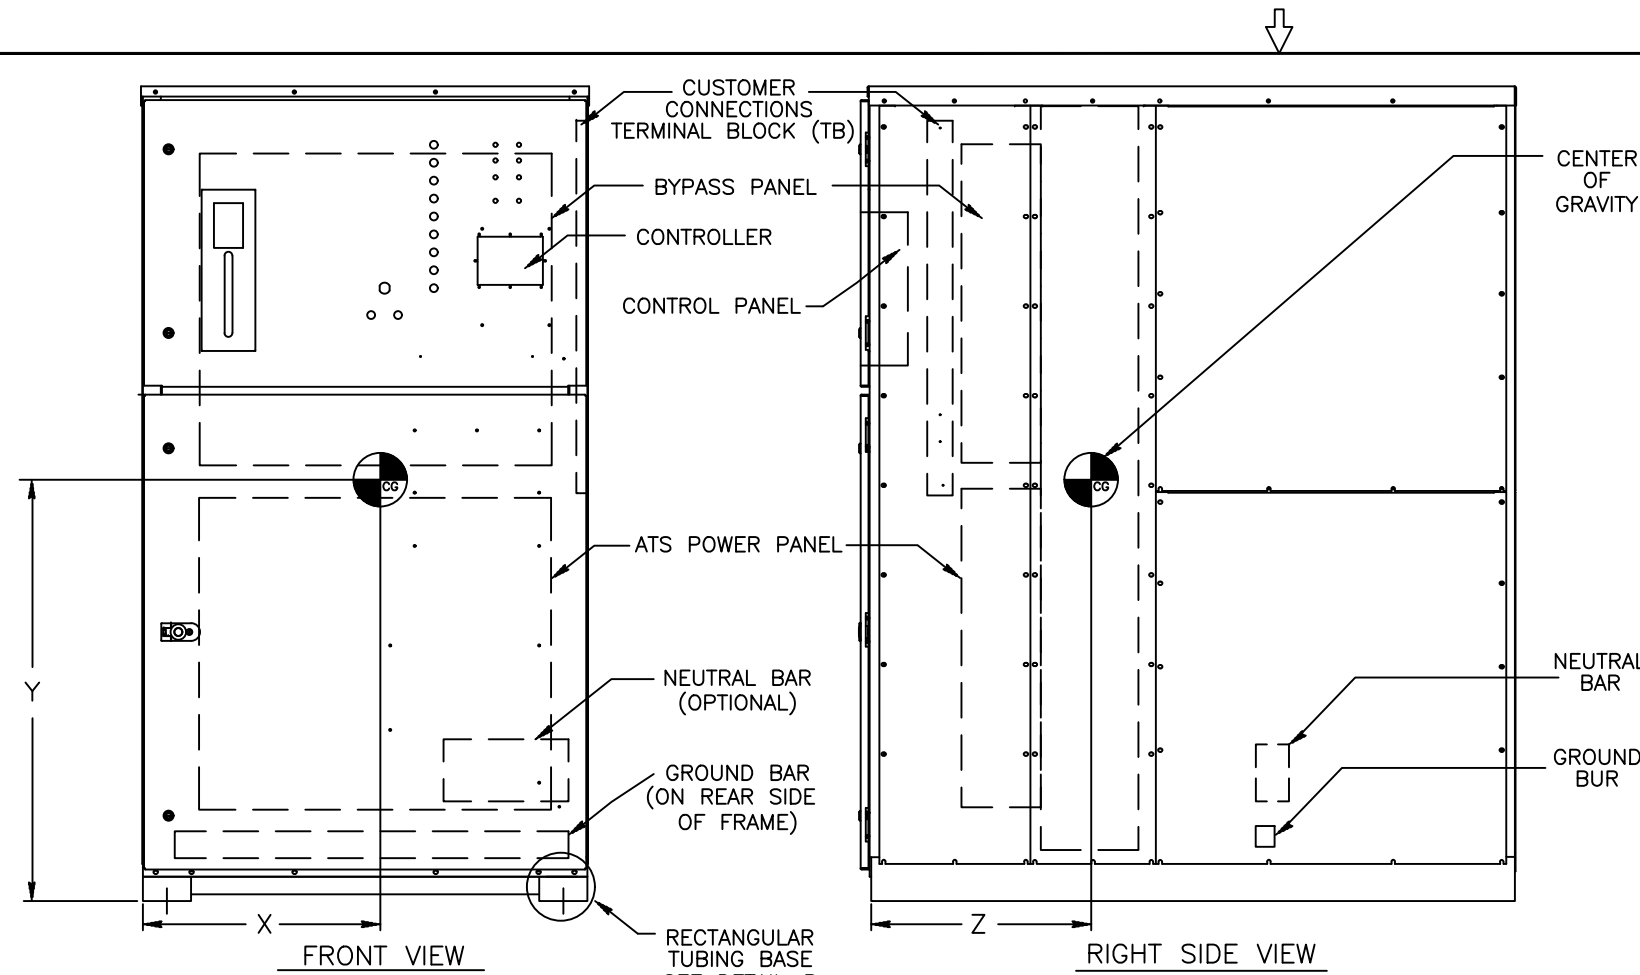 CUSTOMER
CONNECTIONS
TERMINAL BLOCK (TB)
BYPASS PANEL
CONTROLLER
CONTROL PANEL
CENTER
OF
GRAVITY
CG
CG
ATS POWER PANEL
NEUTRAL BAR
(OPTIONAL)
NEUTRAL
BAR
Y
GROUND BAR
(ON REAR SIDE
OF FRAME)
GROUND
BUR
X
Z
FRONT VIEW
RECTANGULAR
TUBING BASE
RIGHT SIDE VIEW